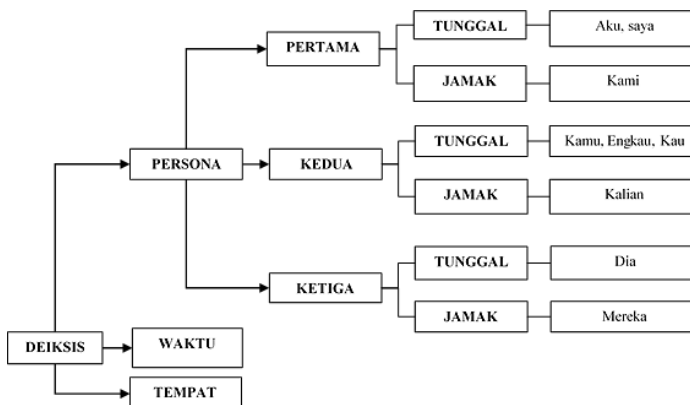 TUNGGAL
Aku, saya
PERTAMA
JAMAK
Kami
TUNGGAL
Kamu, Engkau, Kau
PERSONA
KEDUA
JAMAK
Kalian
TUNGGAL
Dia
KETIGA
JAMAK
Mereka
DEIKSIS
WAKTU
TEMPAT